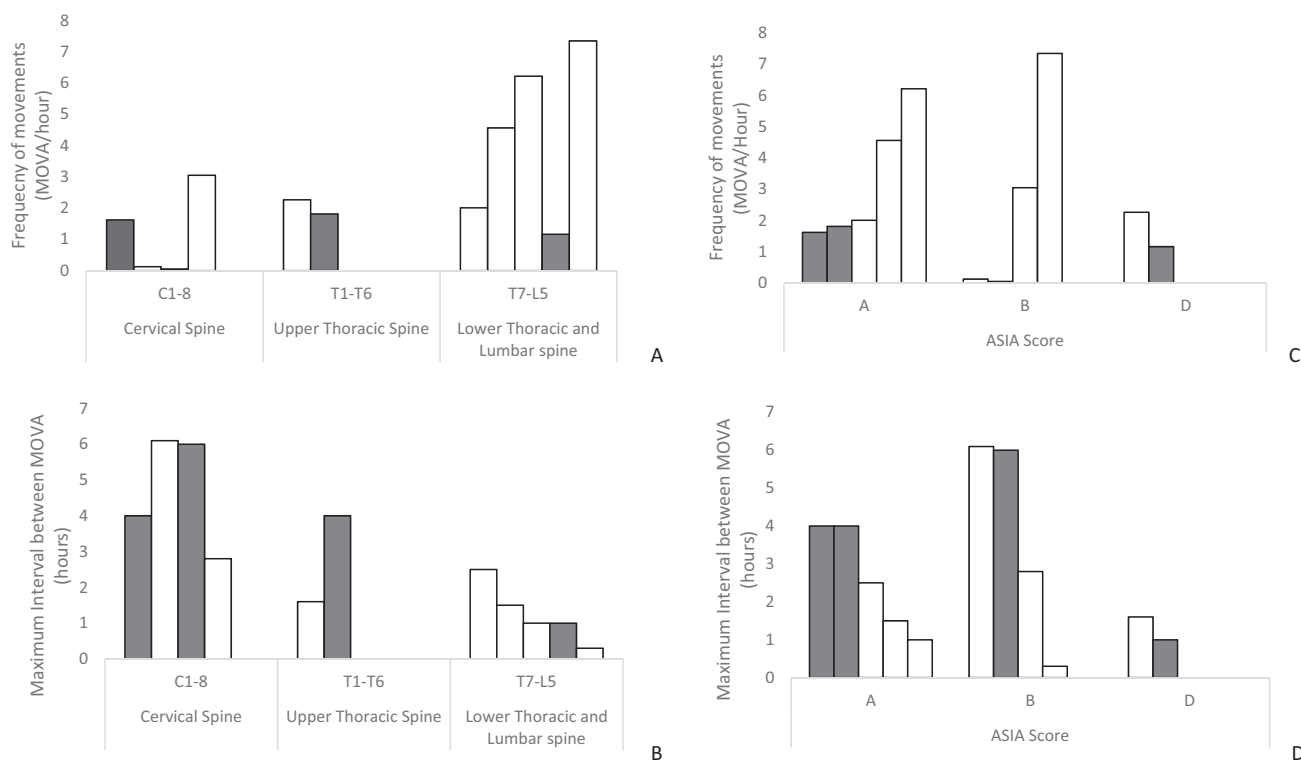 Frequecny of movements
(MOVA/hour)
8
7
6
5
4
3
2
1
0
C1-8
T1-T6
T7-L5
Cervical Spine
Upper Thoracic Spine
Lower Thoracic and
Lumbar spine
A
Frequency of movements
(MOVA/Hour)
8
7
6
5
4
3
2
1
0
A
B
D
ASIA Score
C
Maximum Interval between MOVA
(hours)
7
6
5
4
3
2
1
0
C1-8
T1-T6
T7-L5
Cervical Spine
Upper Thoracic Spine
Lower Thoracic and
Lumbar spine
B
Maximum Interval between MOVA
(hours)
7
6
5
4
3
2
1
0
A
B
D
ASIA Score
D